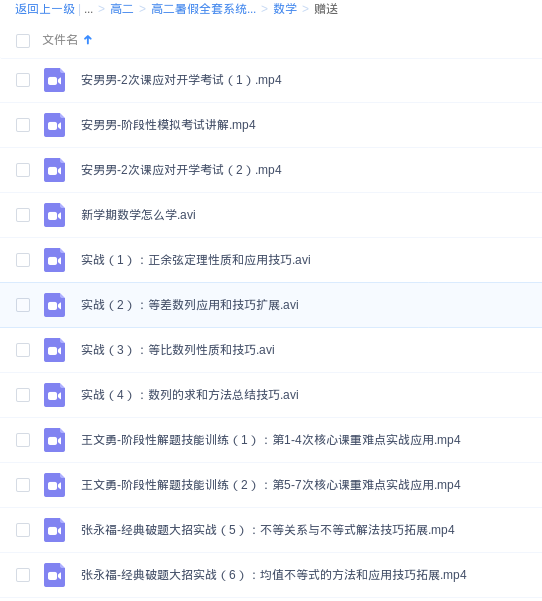 返回上一级 | ... > 高二 > 高二暑假全套系统... > 数学 > 赠送
文件名
安男男-2次课应对开学考试（1）.mp4
安男男-阶段性模拟考试讲解.mp4
安男男-2次课应对开学考试（2）.mp4
新学期数学怎么学.avi
实战（1）：正余弦定理性质和应用技巧.avi
实战（2）：等差数列应用和技巧扩展.avi
实战（3）：等比数列性质和技巧.avi
实战（4）：数列的求和方法总结技巧.avi
王文勇-阶段性解题技能训练（1）：第1-4次核心课重难点实战应用.mp4
王文勇-阶段性解题技能训练（2）：第5-7次核心课重难点实战应用.mp4
张永福-经典破题大招实战（5）：不等关系与不等式解法技巧拓展.mp4
张永福-经典破题大招实战（6）：均值不等式的方法和应用技巧拓展.mp4